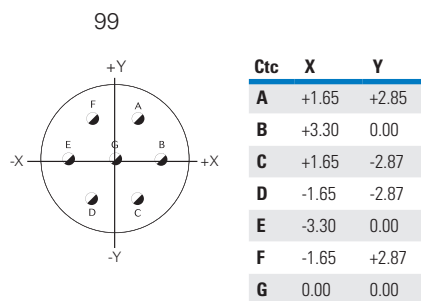 99
+Y
F A
E G B
-X +X
D C
-Y
Ctc X Y
A +1.65 +2.85
B +3.30 0.00
C +1.65 -2.87
D -1.65 -2.87
E -3.30 0.00
F -1.65 +2.87
G 0.00 0.00